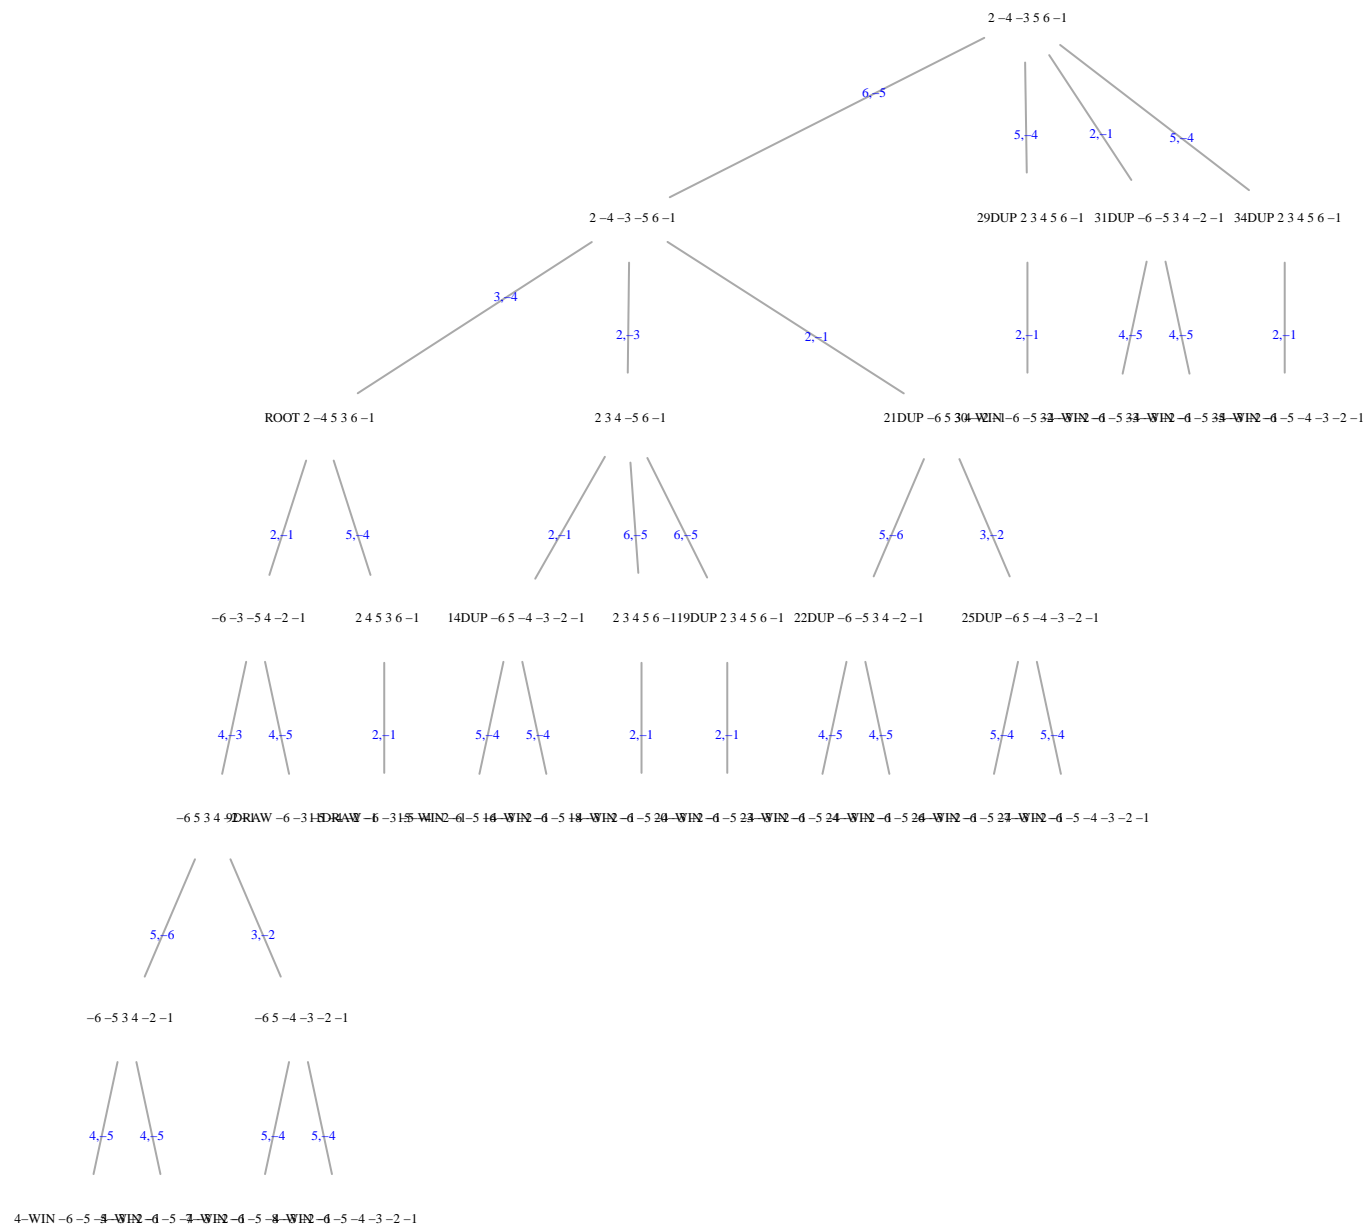 2 −4 −3 5 6 −1
6,−5
5,−4
2,−1
5,−4
2 −4 −3 −5 6 −1
29DUP 2 3 4 5 6 −1
31DUP −6 −5 3 4 −2 −1
34DUP 2 3 4 5 6 −1
3,−4
2,−3
2,−1
2,−1
4,−5
4,−5
2,−1
ROOT 2 −4 5 3 6 −1
2 3 4 −5 6 −1
21DUP −6 5
−5 −4 −3 −2 −1
2,−1
5,−4
2,−1
6,−5
6,−5
5,−6
3,−2
−6 −3 −5 4 −2 −1
2 4 5 3 6 −1
14DUP −6 5 −4 −3 −2 −1
2 3 4 5 6 −1
19DUP 2 3 4 5 6 −1
22DUP −6 −5 3 4 −2 −1
25DUP −6 5 −4 −3 −2 −1
4,−3
4,−5
2,−1
5,−4
5,−4
2,−1
2,−1
4,−5
4,−5
5,−4
5,−4
−6 5 3 4
−5 −4 −3 −2 −1
5,−6
3,−2
−6 −5 3 4 −2 −1
−6 5 −4 −3 −2 −1
4,−5
4,−5
5,−4
5,−4
4−WIN −6 −5
−5 −4 −3 −2 −1